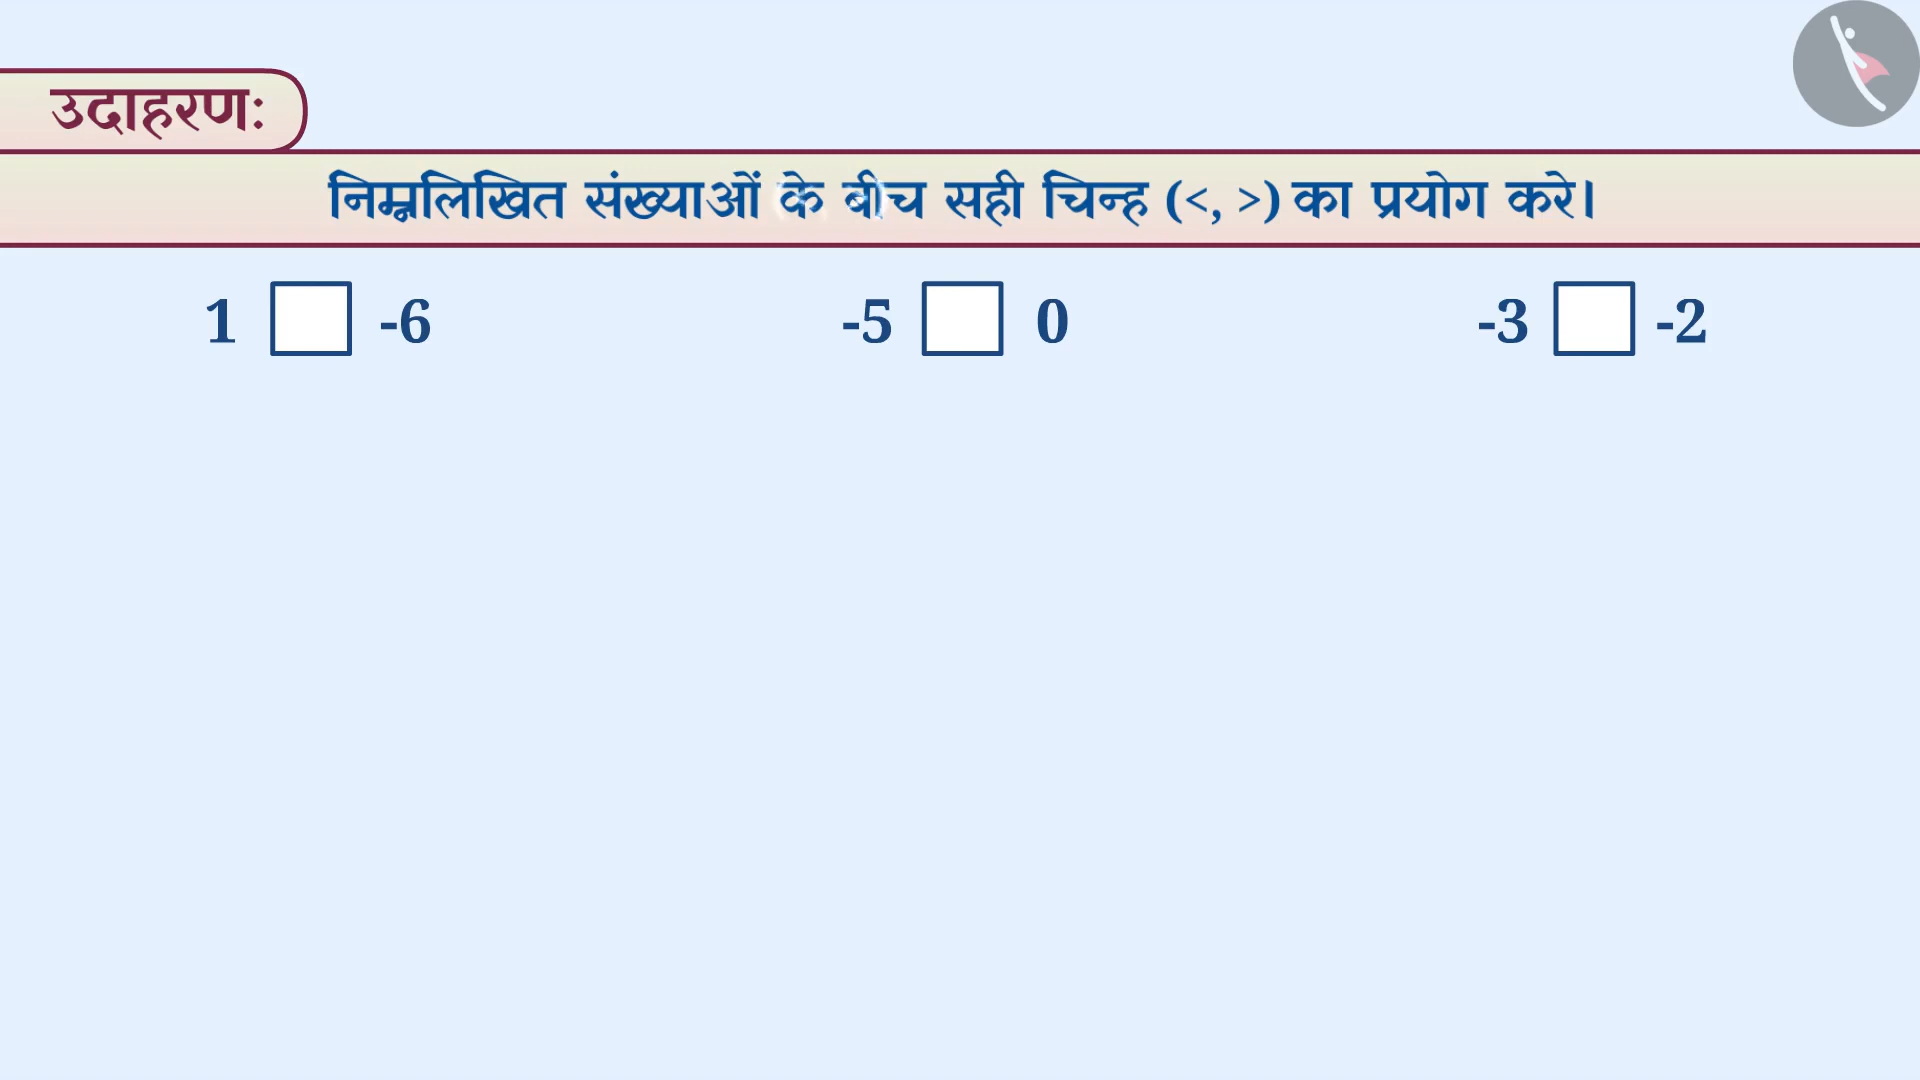 उदाहरण:
निम्नलिखित संख्याओं के बीच सही चिन्ह (<, >) का प्रयोग करे।
1 -6 -5 0 -3 -2